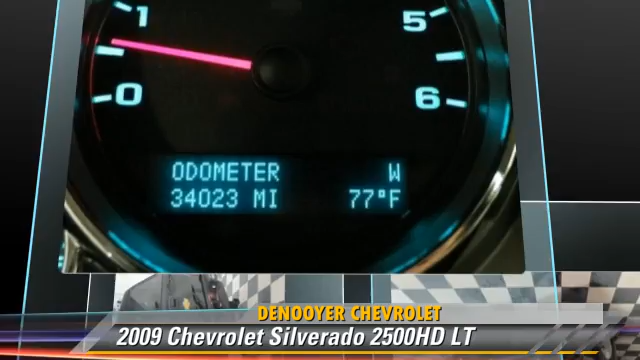 1
5
0
6
ODOMETER W
34023 MI 77°F
DENOOYER CHEVROLET
2009 Chevrolet Silverado 2500HD LT